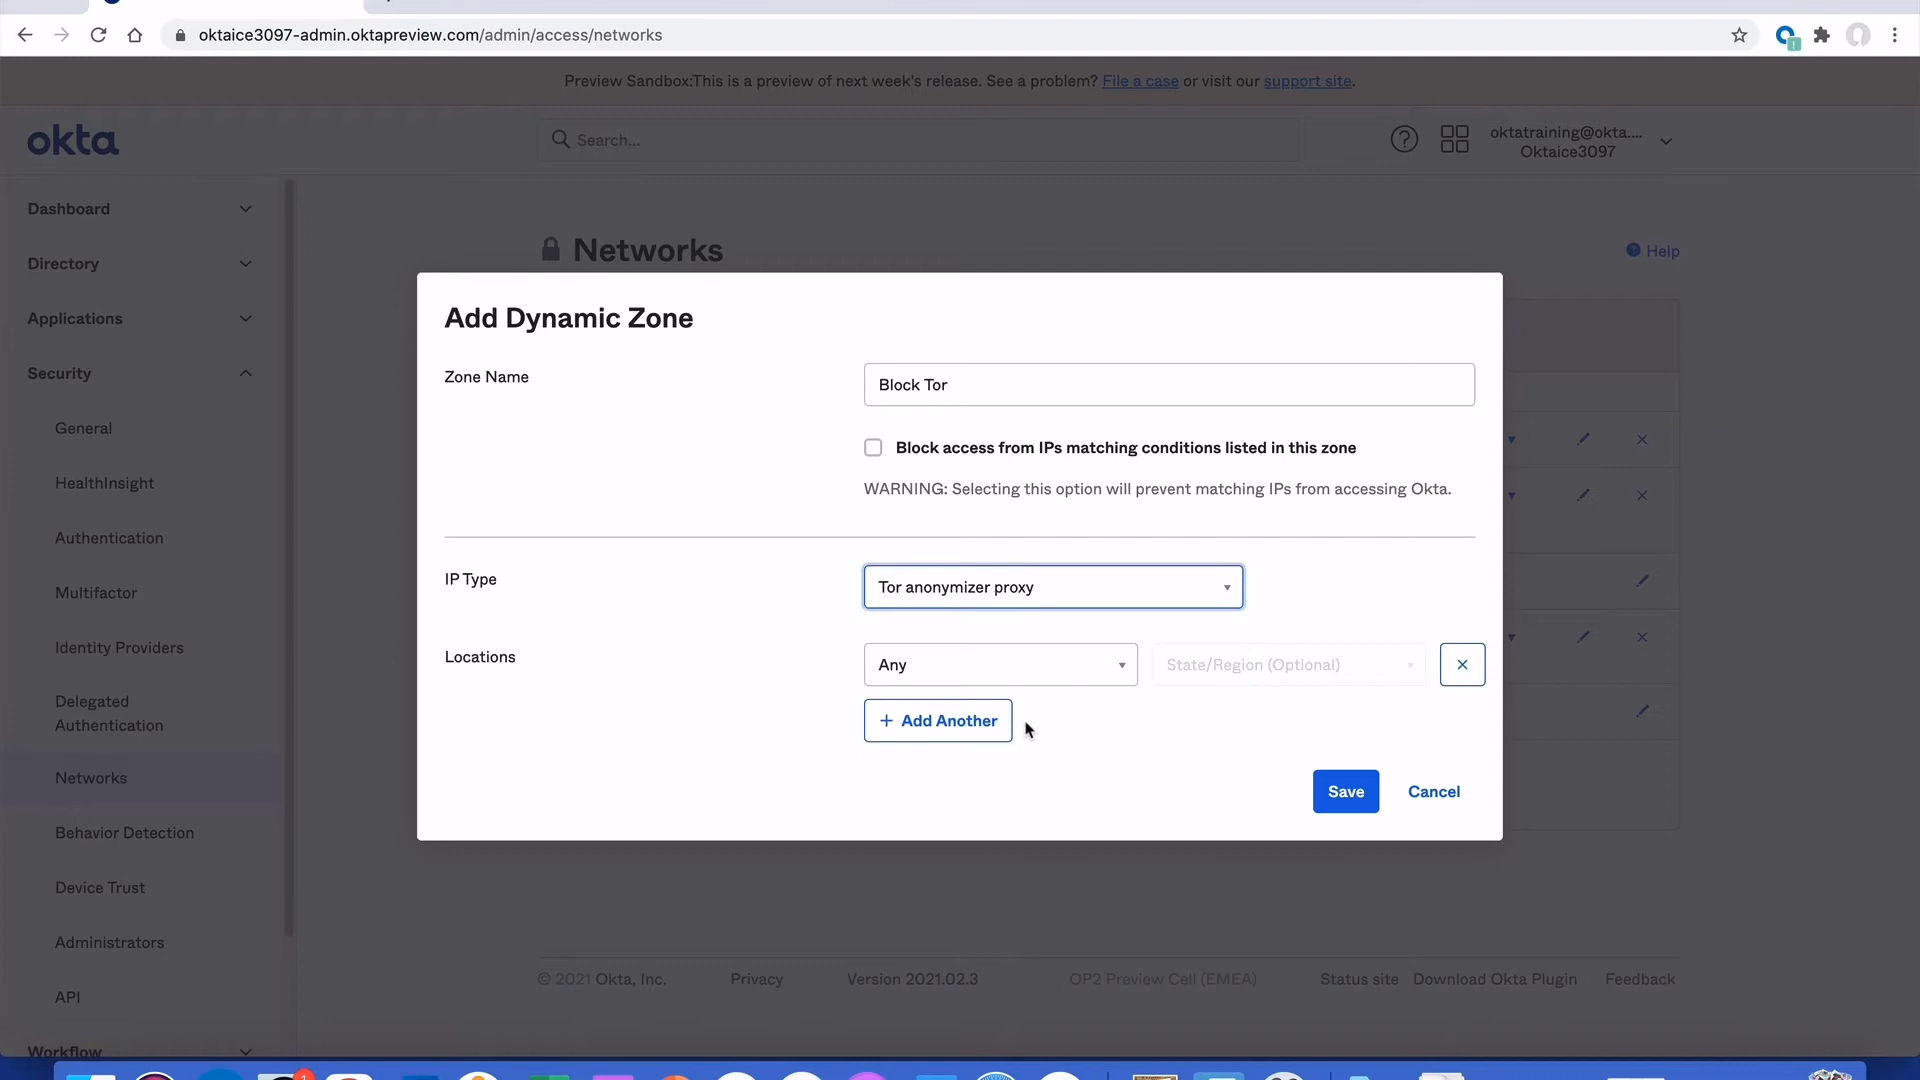 oktaice3097-admin.oktapreview.com/admin/access/networks
Preview Sandbox:This is a preview of next week's release. See a problem? File a case or visit our support site.
okta
Search...
oktatraining@okta....
Oktaice3097
Dashboard
Directory
Applications
Security
General
HealthInsight
Authentication
Multifactor
Identity Providers
Delegated
Authentication
Networks
Behavior Detection
Device Trust
Administrators
API
Workflow
Networks
Help
Add Dynamic Zone
Zone Name
Block Tor
Block access from IPs matching conditions listed in this zone
WARNING: Selecting this option will prevent matching IPs from accessing Okta.
IP Type
Tor anonymizer proxy
Locations
Any
State/Region (Optional)
+ Add Another
Save
Cancel
© 2021 Okta, Inc.
Privacy
Version 2021.02.3
OP2 Preview Cell (EMEA)
Status site
Download Okta Plugin
Feedback
1